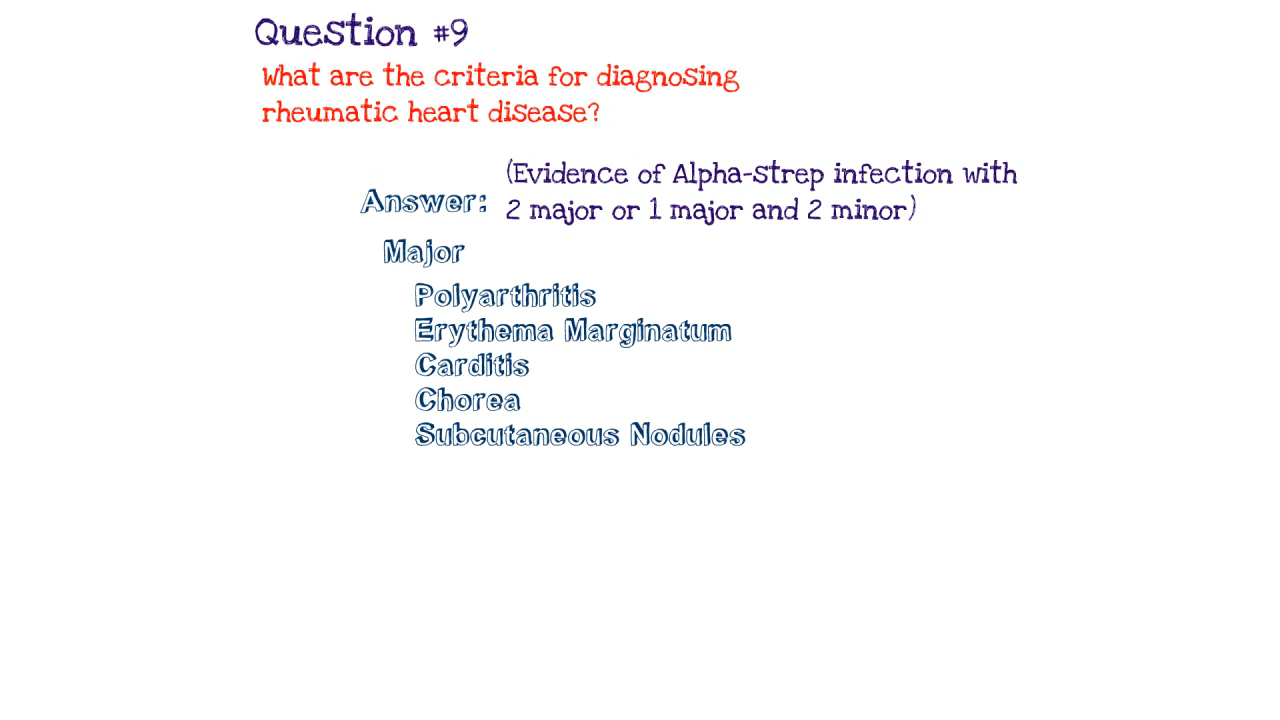 Question #9
What are the criteria for diagnosing
rheumatic heart disease?
(Evidence of Alpha-strep infection with
Answer:
2 major or 1 major and 2 minor)
Major
Polyarthritis
Erythema Marginatum
Carditis
Chorea
Subcutaneous Nodules